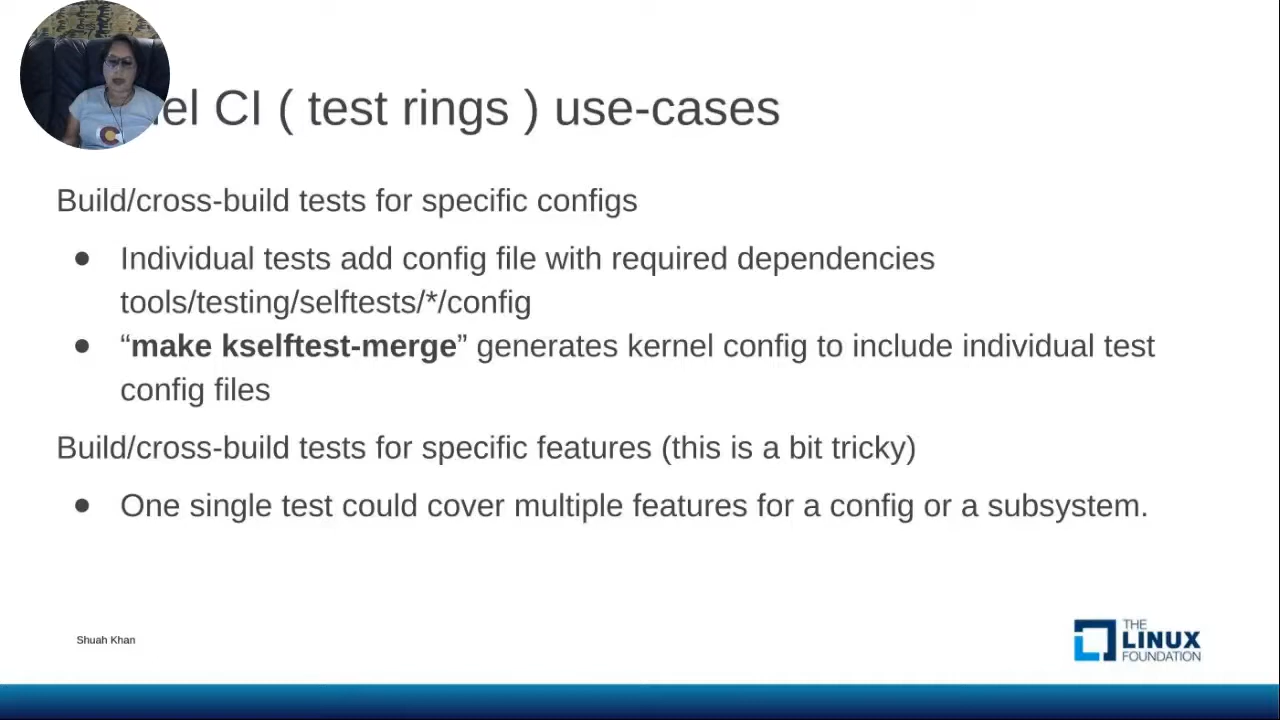 el CI ( test rings ) use-cases
Build/cross-build tests for specific configs
● Individual tests add config file with required dependencies
tools/testing/selftests/*/config
● “make kselftest-merge” generates kernel config to include individual test
config files
Build/cross-build tests for specific features (this is a bit tricky)
● One single test could cover multiple features for a config or a subsystem.
Shuah Khan
THE
LINUX
FOUNDATION